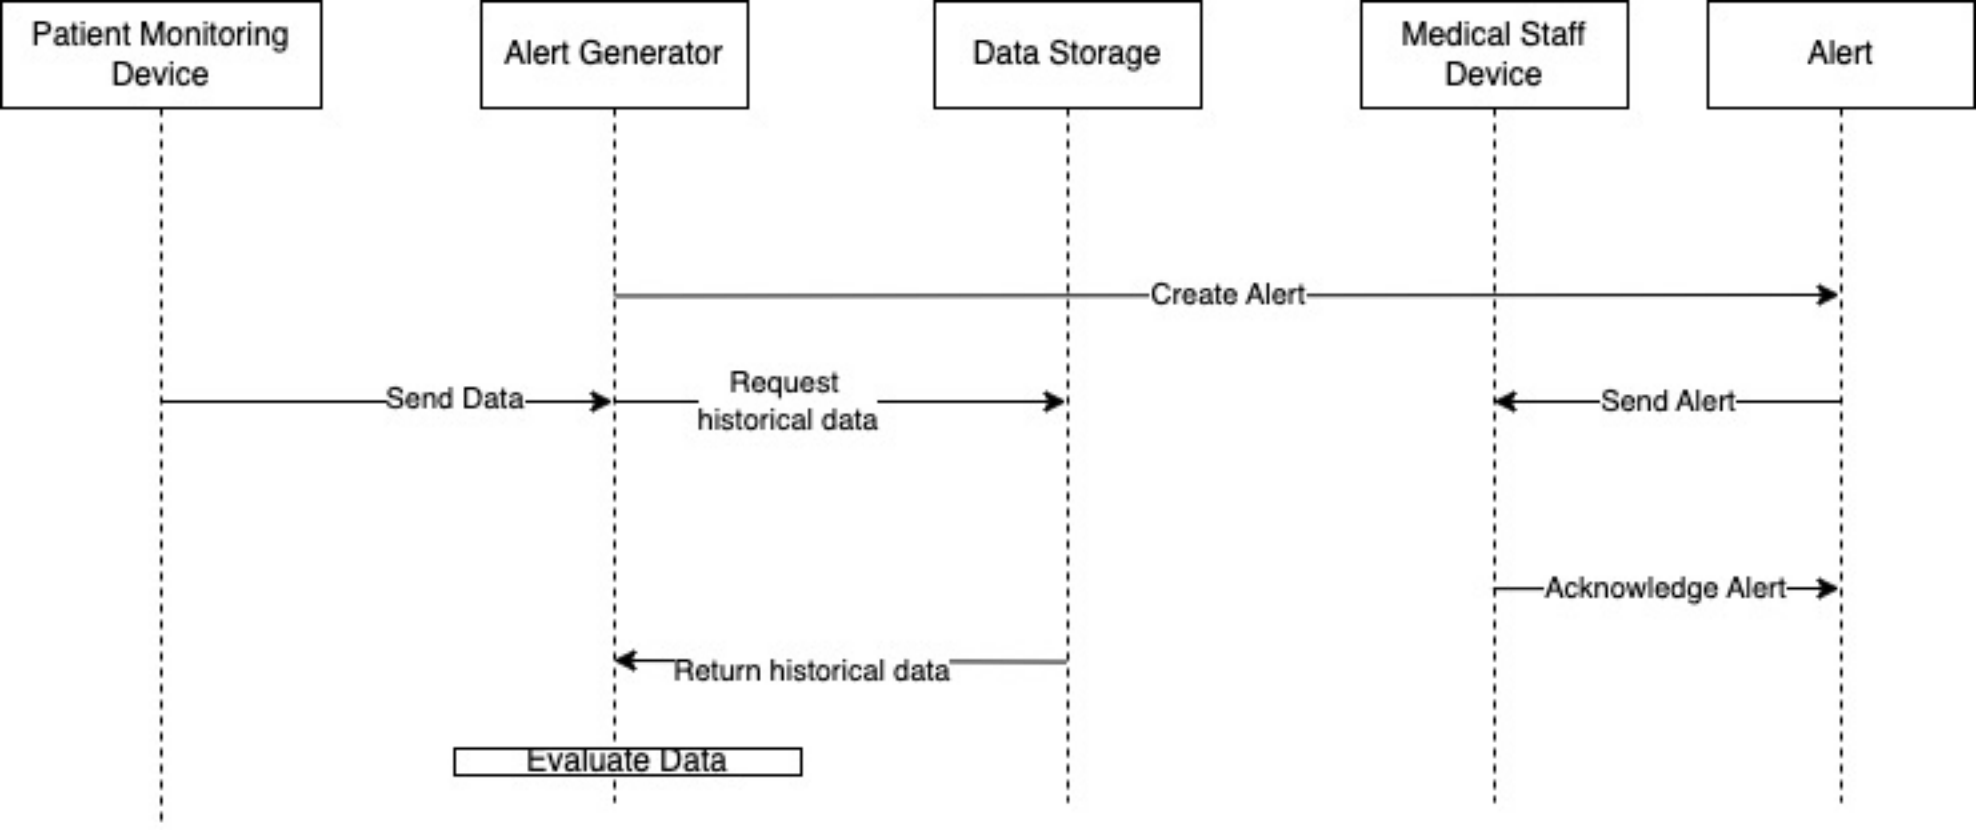 Patient Monitoring
Device
Alert Generator
Data Storage
Medical Staff
Device
Alert
Create Alert
Send Data
Request
historical data
Send Alert
Acknowledge Alert
Return historical data
Evaluate Data